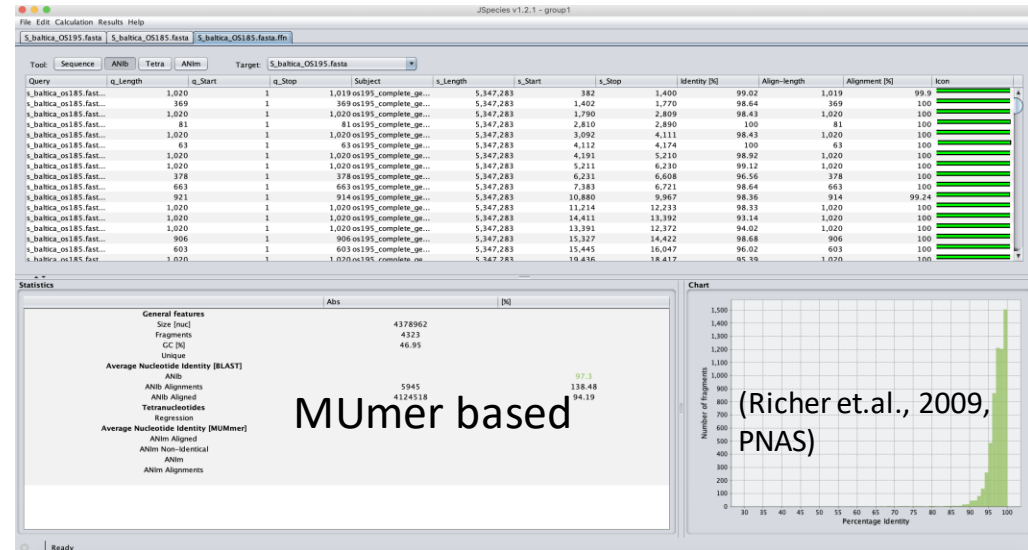 JSpecies v1.2.1 - group1
File Edit Calculation Results Help
S_baltica_OS195.fasta S_baltica_OS185.fasta S_baltica_OS185.fasta.ffn
Tool: Sequence ANIb Tetra ANIm Target: S_baltica_OS195.fasta
Query q_Length q_Start q_Stop Subject s_Length s_Start s_Stop Identity [%] Align-length Alignment [%] Icon
s_baltica_os185.fast... 1,020 1 1,019 os195_complete_ge... 5,347,283 382 1,400 99.02 1,019 99.9
s_baltica_os185.fast... 369 1 369 os195_complete_ge... 5,347,283 1,402 1,770 98.64 369 100
s_baltica_os185.fast... 1,020 1 1,020 os195_complete_ge... 5,347,283 1,790 2,809 98.43 1,020 100
s_baltica_os185.fast... 81 1 81 os195_complete_ge... 5,347,283 2,810 2,890 100 81 100
s_baltica_os185.fast... 1,020 1 1,020 os195_complete_ge... 5,347,283 3,092 4,111 98.43 1,020 100
s_baltica_os185.fast... 63 1 63 os195_complete_ge... 5,347,283 4,112 4,174 100 63 100
s_baltica_os185.fast... 1,020 1 1,020 os195_complete_ge... 5,347,283 4,191 5,210 98.92 1,020 100
s_baltica_os185.fast... 1,020 1 1,020 os195_complete_ge... 5,347,283 5,211 6,230 99.12 1,020 100
s_baltica_os185.fast... 378 1 378 os195_complete_ge... 5,347,283 6,231 6,608 96.56 378 100
s_baltica_os185.fast... 663 1 663 os195_complete_ge... 5,347,283 7,383 6,721 98.64 663 100
s_baltica_os185.fast... 921 1 914 os195_complete_ge... 5,347,283 10,880 9,967 98.36 914 99.24
s_baltica_os185.fast... 1,020 1 1,020 os195_complete_ge... 5,347,283 11,214 12,233 98.33 1,020 100
s_baltica_os185.fast... 1,020 1 1,020 os195_complete_ge... 5,347,283 14,411 13,392 93.14 1,020 100
s_baltica_os185.fast... 1,020 1 1,020 os195_complete_ge... 5,347,283 13,391 12,372 94.02 1,020 100
s_baltica_os185.fast... 906 1 906 os195_complete_ge... 5,347,283 15,327 14,422 98.68 906 100
s_baltica_os185.fast... 603 1 603 os195_complete_ge... 5,347,283 15,445 16,047 96.02 603 100
s_baltica_os185.fast... 1,020 1 1,020 os195_complete_ge... 5,347,283 19,436 18,417 95.39 1,020 100
Statistics
Abs [%]
General features
Size [nuc] 4378962
Fragments 4323
GC [%] 46.95
Unique
Average Nucleotide Identity [BLAST]
ANIb 97.3
ANIb Alignments 5945 138.48
ANIb Aligned 4124518 94.19
Tetranucleotides
Regression
Average Nucleotide Identity [MUMmer]
ANIm Aligned
ANIm Non-Identical
ANIm
ANIm Alignments
MUmer based
Chart
1,500
1,400
1,300
1,200
1,100
1,000
900
800
700
600
500
400
300
200
100
0
Number of fragments
30 35 40 45 50 55 60 65 70 75 80 85 90 95 100
Percentage Identity
(Richer et.al., 2009,
PNAS)
Ready